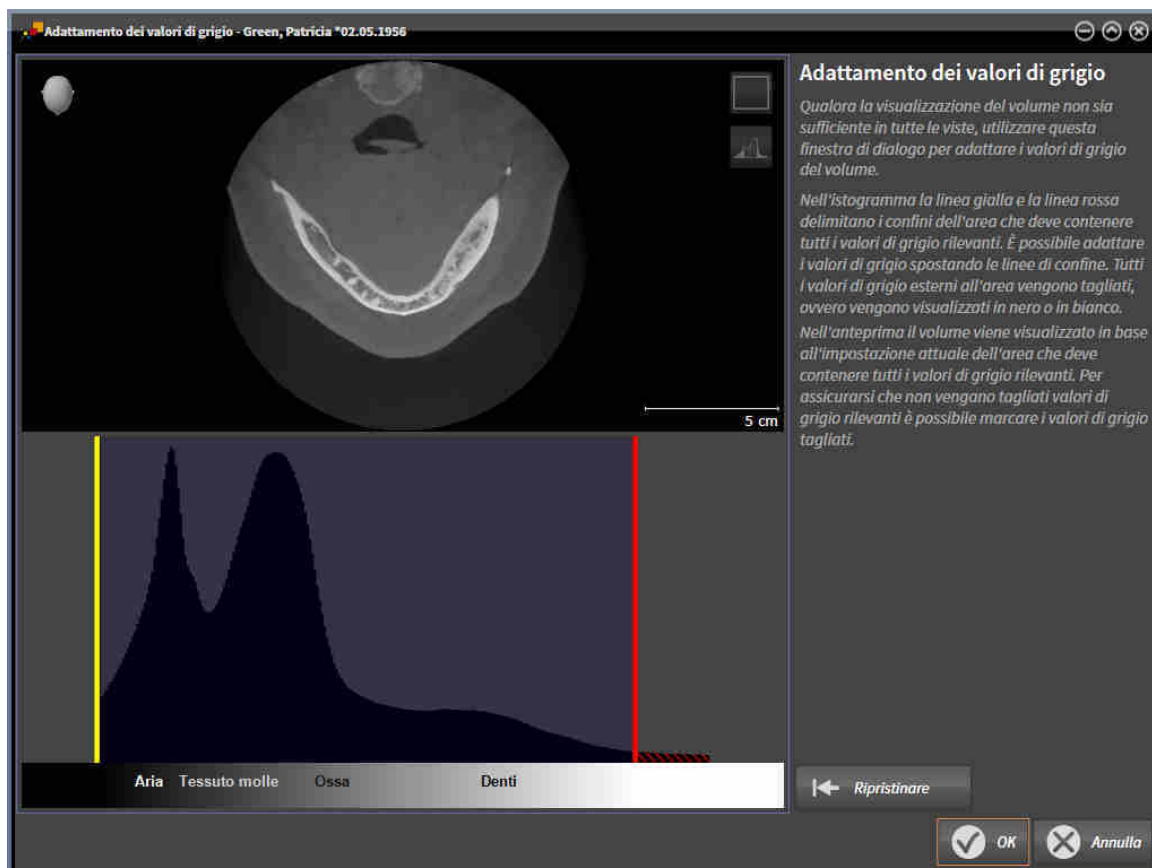 Adattamento dei valori di grigio - Green, Patricia *02.05.1956
5 cm
Aria Tessuto molle Ossa Denti
Adattamento dei valori di grigio
Qualora la visualizzazione del volume non sia
sufficiente in tutte le viste, utilizzare questa
finestra di dialogo per adattare i valori di grigio
del volume.
Nell'istogramma la linea gialla e la linea rossa
delimitano i confini dell'area che deve contenere
tutti i valori di grigio rilevanti. È possibile adattare
i valori di grigio spostando le linee di confine. Tutti
i valori di grigio esterni all'area vengono tagliati,
ovvero vengono visualizzati in nero o in bianco.
Nell'anteprima il volume viene visualizzato in base
all'impostazione attuale dell'area che deve
contenere tutti i valori di grigio rilevanti. Per
assicurarsi che non vengano tagliati valori di
grigio rilevanti è possibile marcare i valori di grigio
tagliati.
Ripristinare
OK Annulla